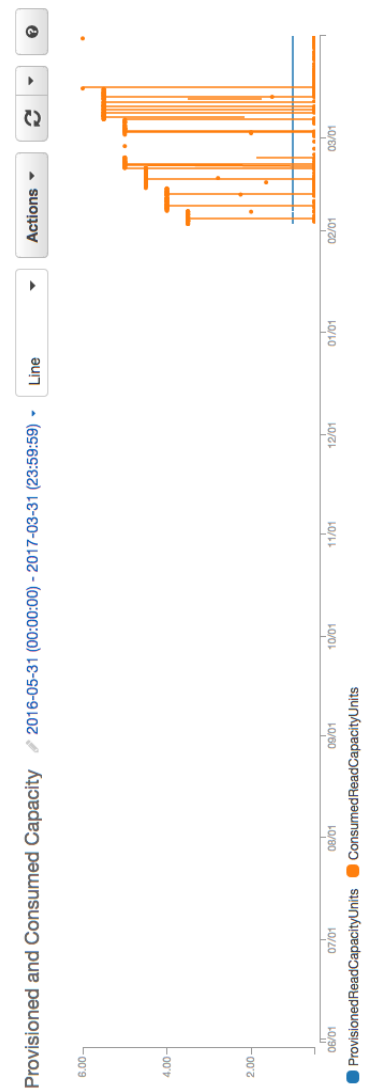 Provisioned and Consumed Capacity 2016-05-31 (00:00:00) - 2017-03-31 (23:59:59) Line Actions ?
6.00
4.00
2.00
06/01 07/01 08/01 09/01 10/01 11/01 12/01 01/01 02/01 03/01
ProvisionedReadCapacityUnits ConsumedReadCapacityUnits